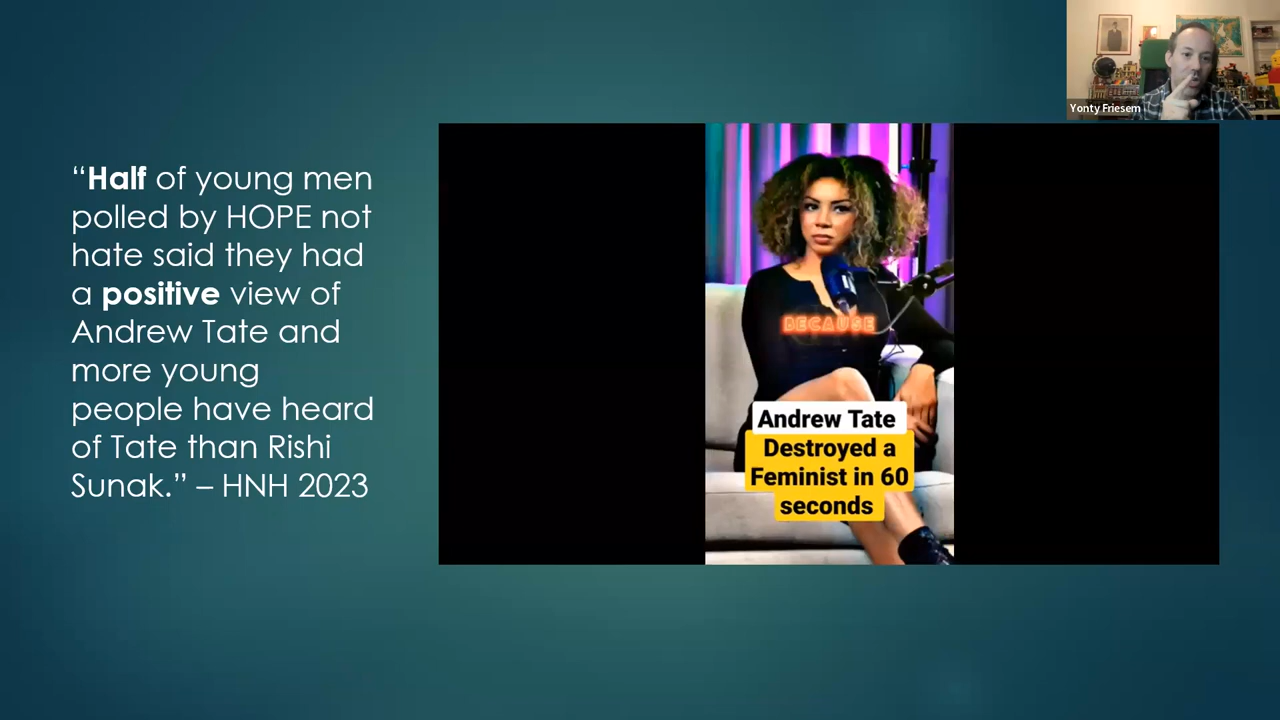 “Half of young men
polled by HOPE not
hate said they had
a positive view of
Andrew Tate and
more young
people have heard
of Tate than Rishi
Sunak.” – HNH 2023
BECAUSE
Andrew Tate
Destroyed a
Feminist in 60
seconds
Yonty Friesem